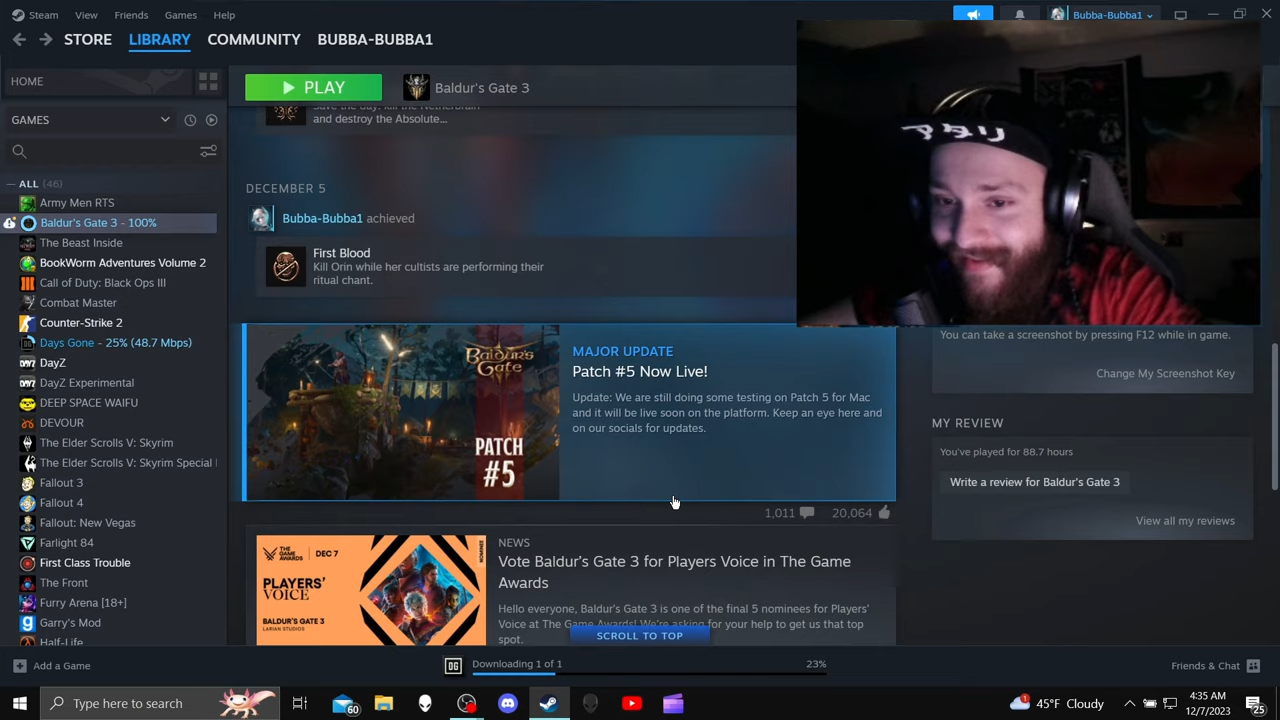 Steam View Friends Games Help
Bubba-Bubba1
STORE LIBRARY COMMUNITY BUBBA-BUBBA1
HOME
PLAY
Baldur's Gate 3
GAMES
and destroy the Absolute...
DECEMBER 5
Bubba-Bubba1 achieved
First Blood
Kill Orin while her cultists are performing their
ritual chant.
ALL (46)
Army Men RTS
Baldur's Gate 3 - 100%
The Beast Inside
BookWorm Adventures Volume 2
Call of Duty: Black Ops III
Combat Master
Counter-Strike 2
Days Gone - 25% (48.7 Mbps)
DayZ
DayZ Experimental
DEEP SPACE WAIFU
DEVOUR
The Elder Scrolls V: Skyrim
The Elder Scrolls V: Skyrim Special
Fallout 3
Fallout 4
Fallout: New Vegas
Farlight 84
First Class Trouble
The Front
Furry Arena [18+]
Garry's Mod
Half-Life
BALDUR'S GATE
PATCH
#5
MAJOR UPDATE
Patch #5 Now Live!
Update: We are still doing some testing on Patch 5 for Mac
and it will be live soon on the platform. Keep an eye here and
on our socials for updates.
1,011
20,064
You can take a screenshot by pressing F12 while in game.
Change My Screenshot Key
MY REVIEW
You've played for 88.7 hours
Write a review for Baldur's Gate 3
View all my reviews
THE GAME AWARDS DEC 7
NOMINEE
PLAYERS'
VOICE
BALDUR'S GATE 3
LARIAN STUDIOS
NEWS
Vote Baldur's Gate 3 for Players Voice in The Game
Awards
Hello everyone, Baldur's Gate 3 is one of the final 5 nominees for Players'
Voice at The Game Awards! We're asking for your help to get us that top
spot.
SCROLL TO TOP
Add a Game
DG
Downloading 1 of 1
23%
Friends & Chat
Type here to search
60
1
45°F Cloudy
4:35 AM
12/7/2023
25